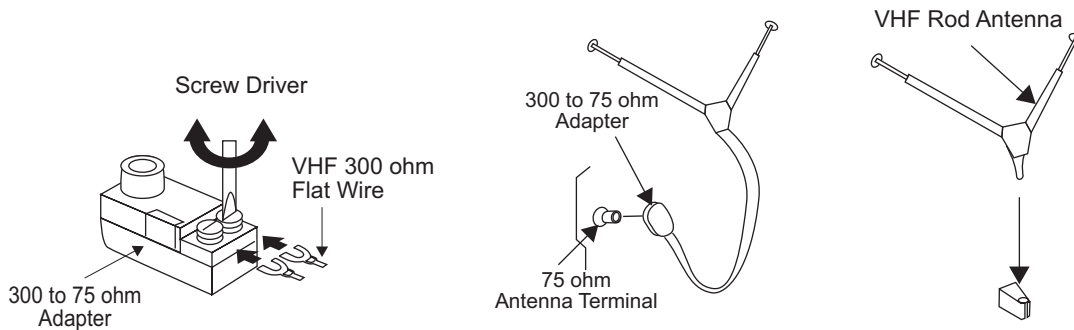 Screw Driver
VHF 300 ohm
Flat Wire
300 to 75 ohm
Adapter
300 to 75 ohm
Adapter
75 ohm
Antenna Terminal
VHF Rod Antenna